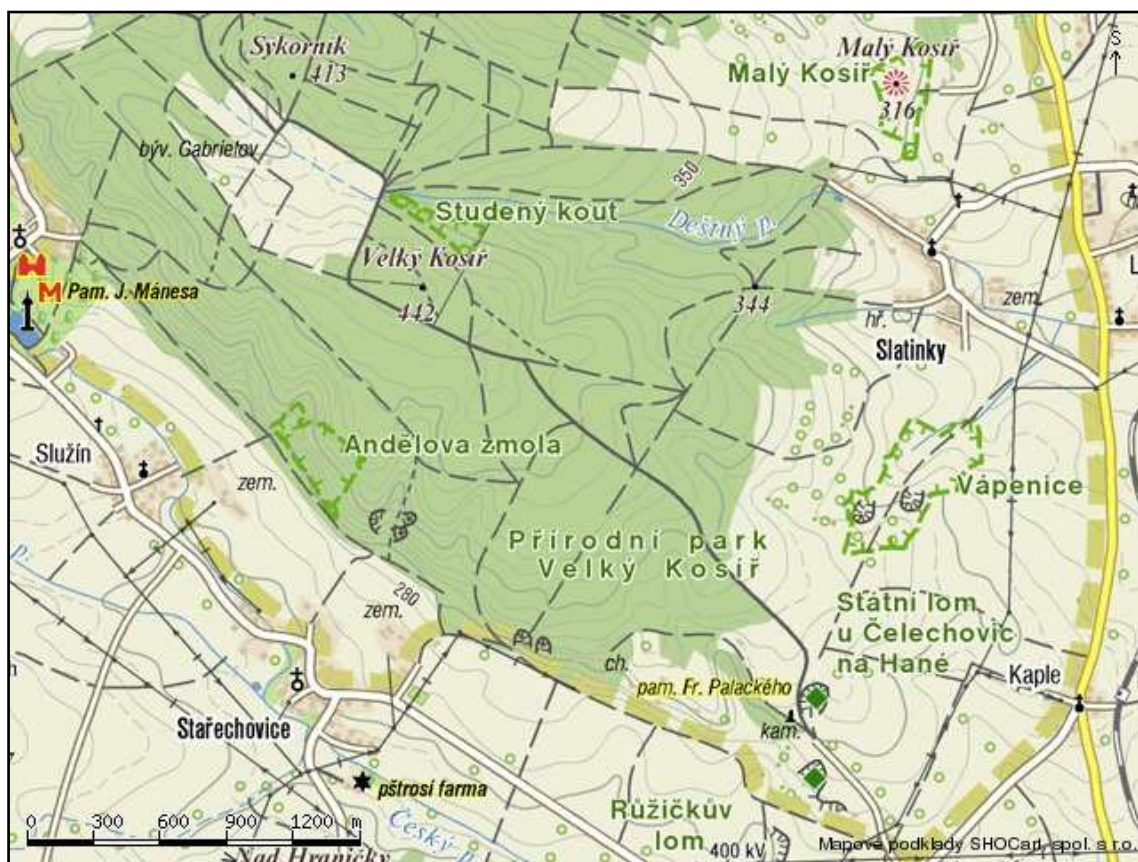 Sýkorník
413
Malý Kosíř
Malý Kosíř
316
S
býv. Gabrielov
350
Studený kout
Deštný p.
Velký Kosíř
442
344
Pam. J. Mánesa
M
hř.
zem.
L
Slatinky
Služín
Andělova zmola
zem.
Vápenice
Přírodní park
Velký Kosíř
p.
280
zem.
Státní lom
u Čelechovic
na Hané
ch.
Kaple
pam. Fr. Palackého
kam.
Stařechovice
pštrosí farma
Růžičkův
lom
0 300 600 900 1200 m
Český p.
Nad Hraničky
400 kV
Mapové podklady SHOCart, spol. s r.o.